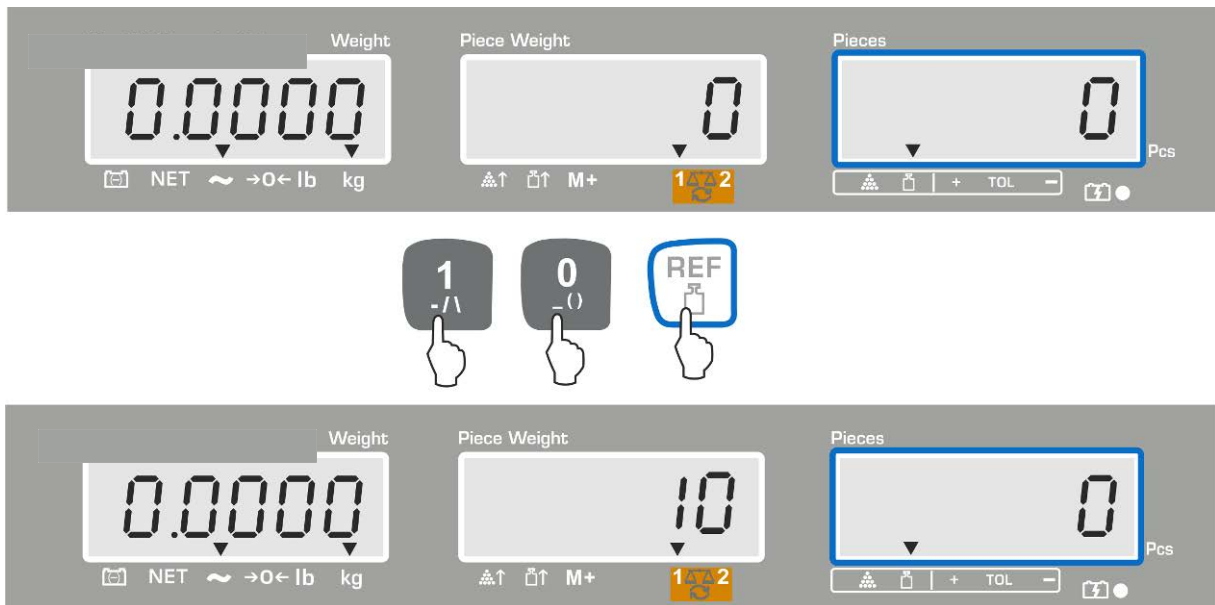 Weight Piece Weight Pieces
0.0000 0 0
Pcs
NET ~ →0← lb kg ↑ ↑ M+ 1 2 + TOL −
1 0 REF
-/\ _()
Weight Piece Weight Pieces
0.0000 10 0
Pcs
NET ~ →0← lb kg ↑ ↑ M+ 1 2 + TOL −